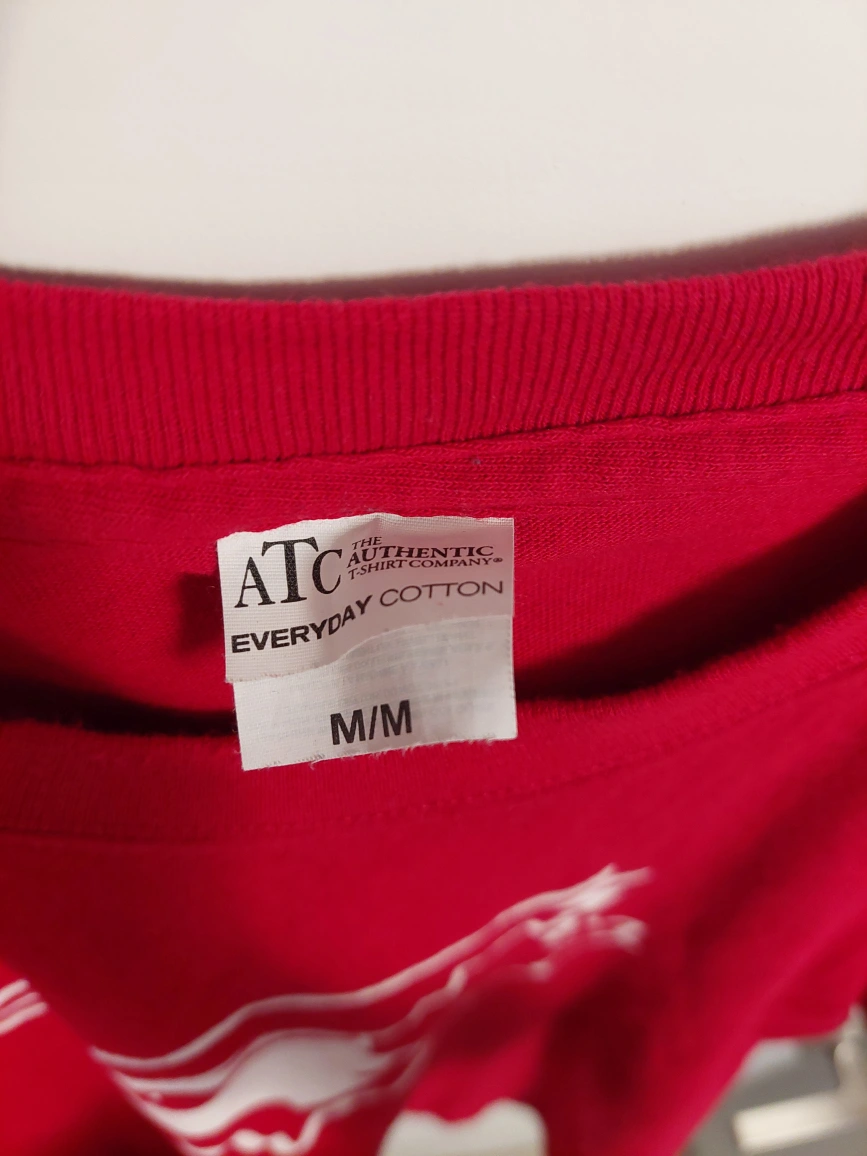 ATC THE
AUTHENTIC
T-SHIRT COMPANY®
EVERYDAY COTTON
M/M